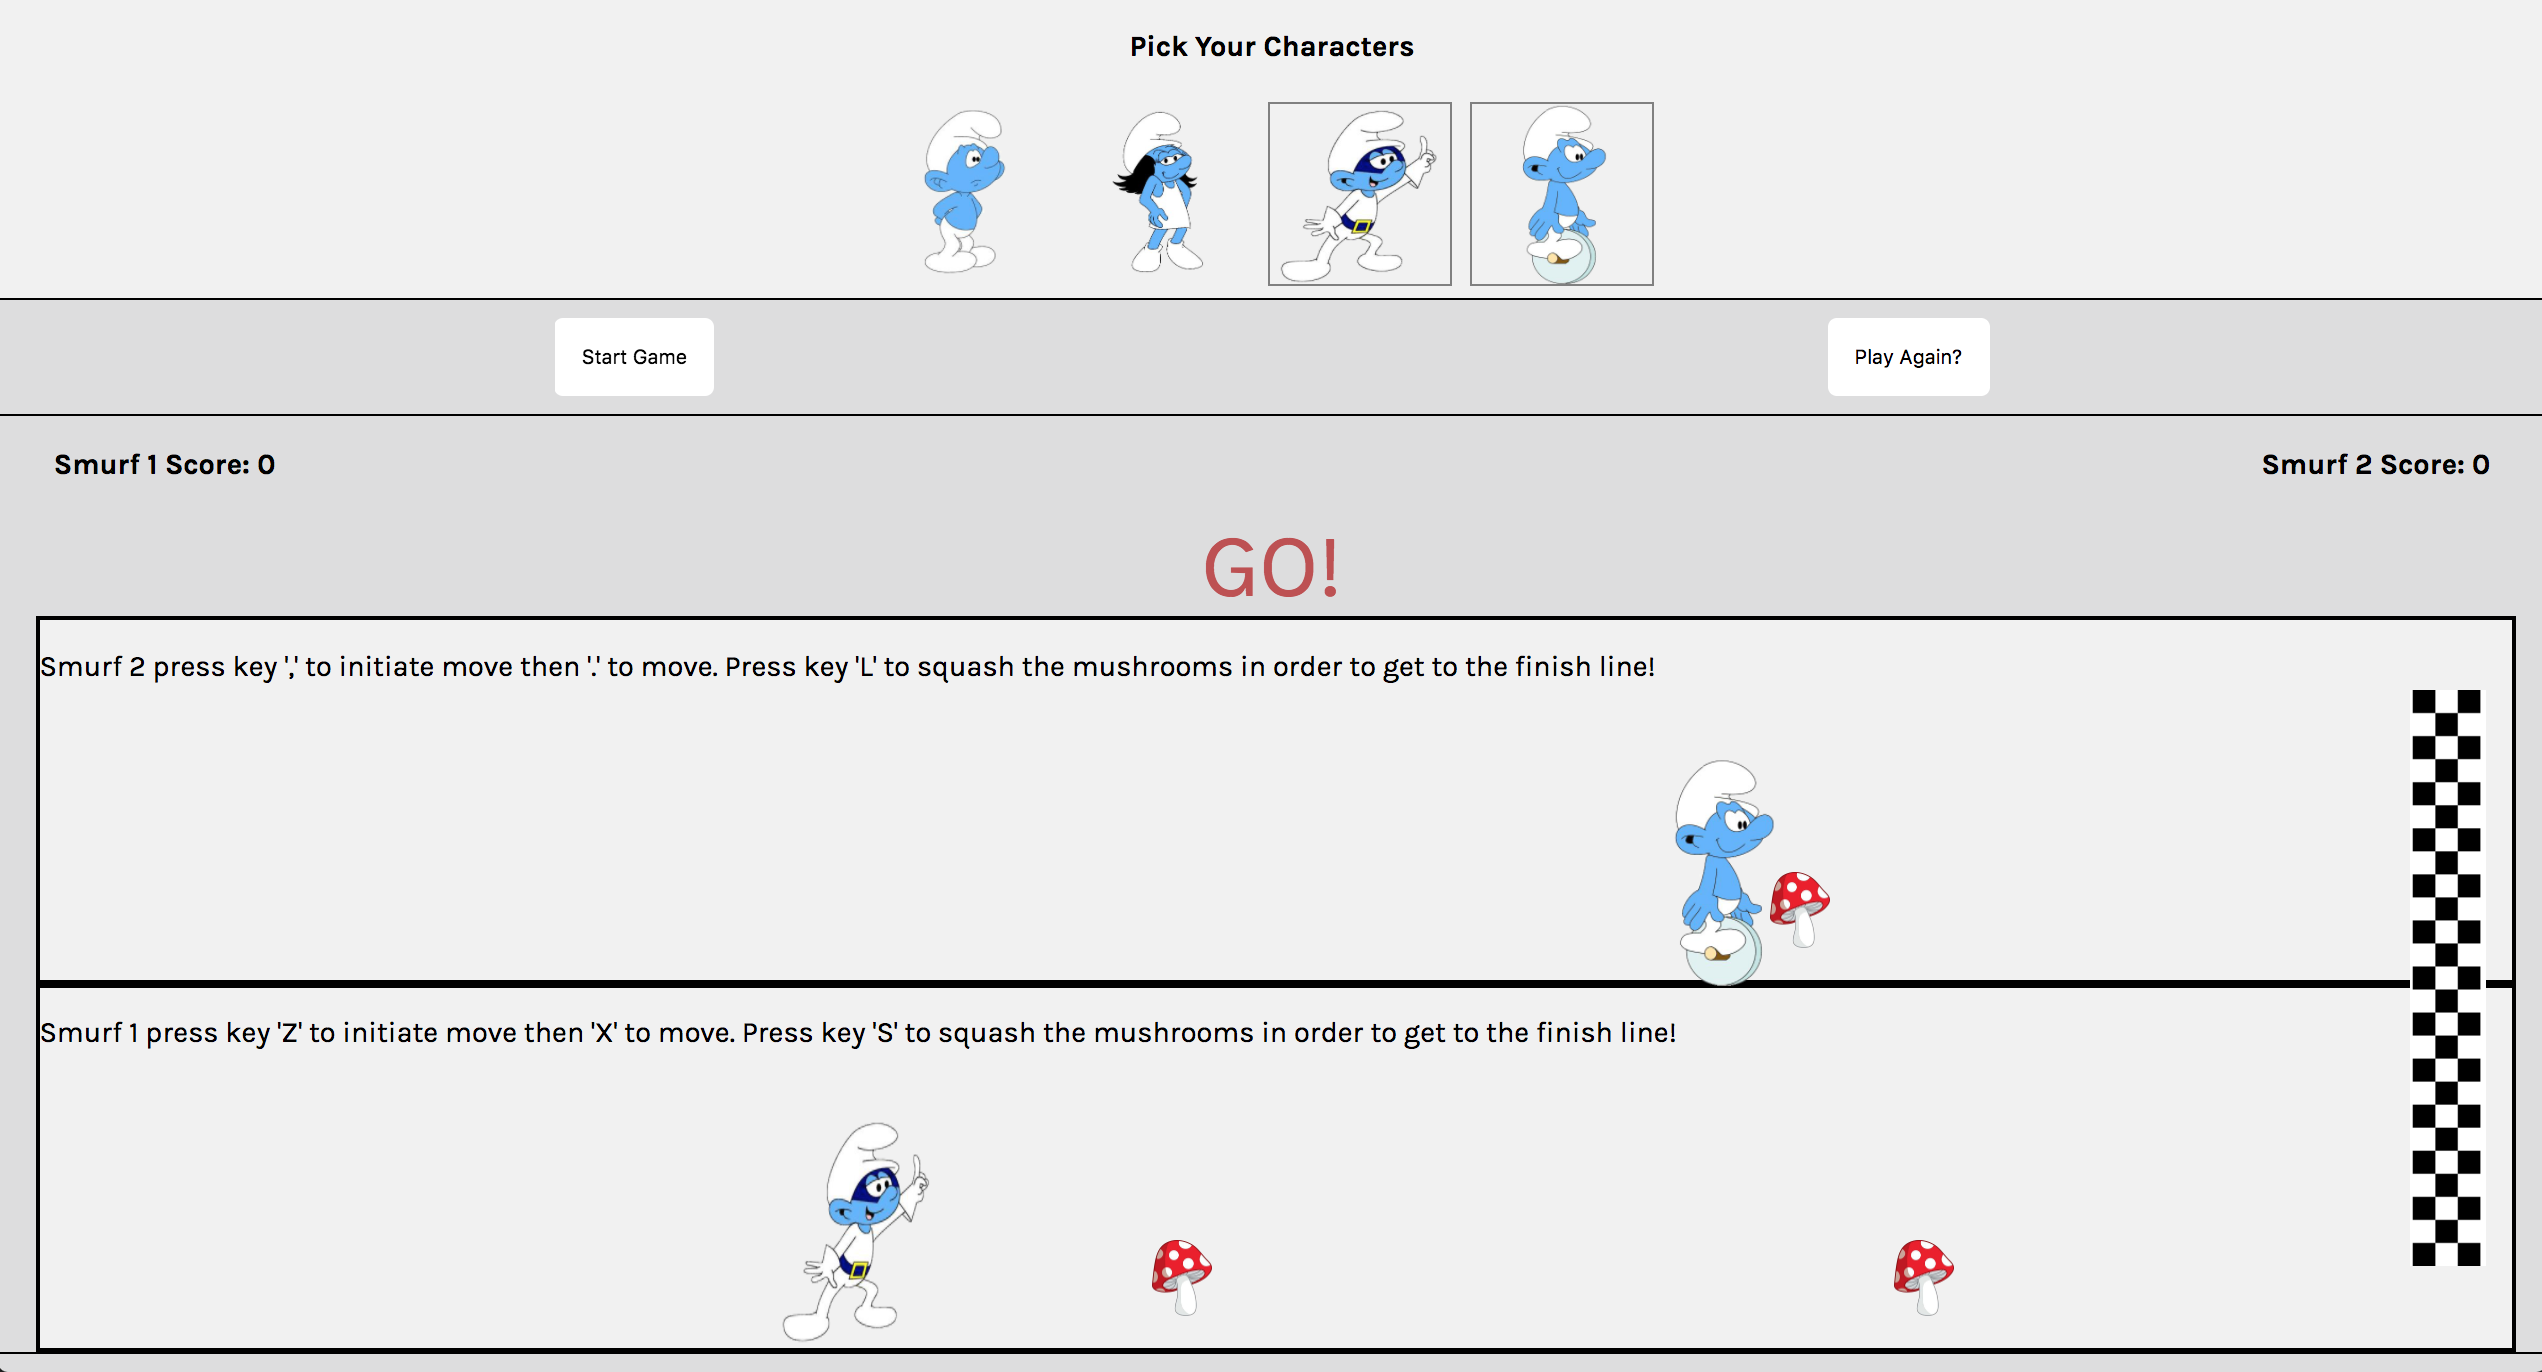 Pick Your Characters
Start Game
Play Again?
Smurf 1 Score: 0
Smurf 2 Score: 0
GO!
Smurf 2 press key ',' to initiate move then '.' to move. Press key 'L' to squash the mushrooms in order to get to the finish line!
Smurf 1 press key 'Z' to initiate move then 'X' to move. Press key 'S' to squash the mushrooms in order to get to the finish line!